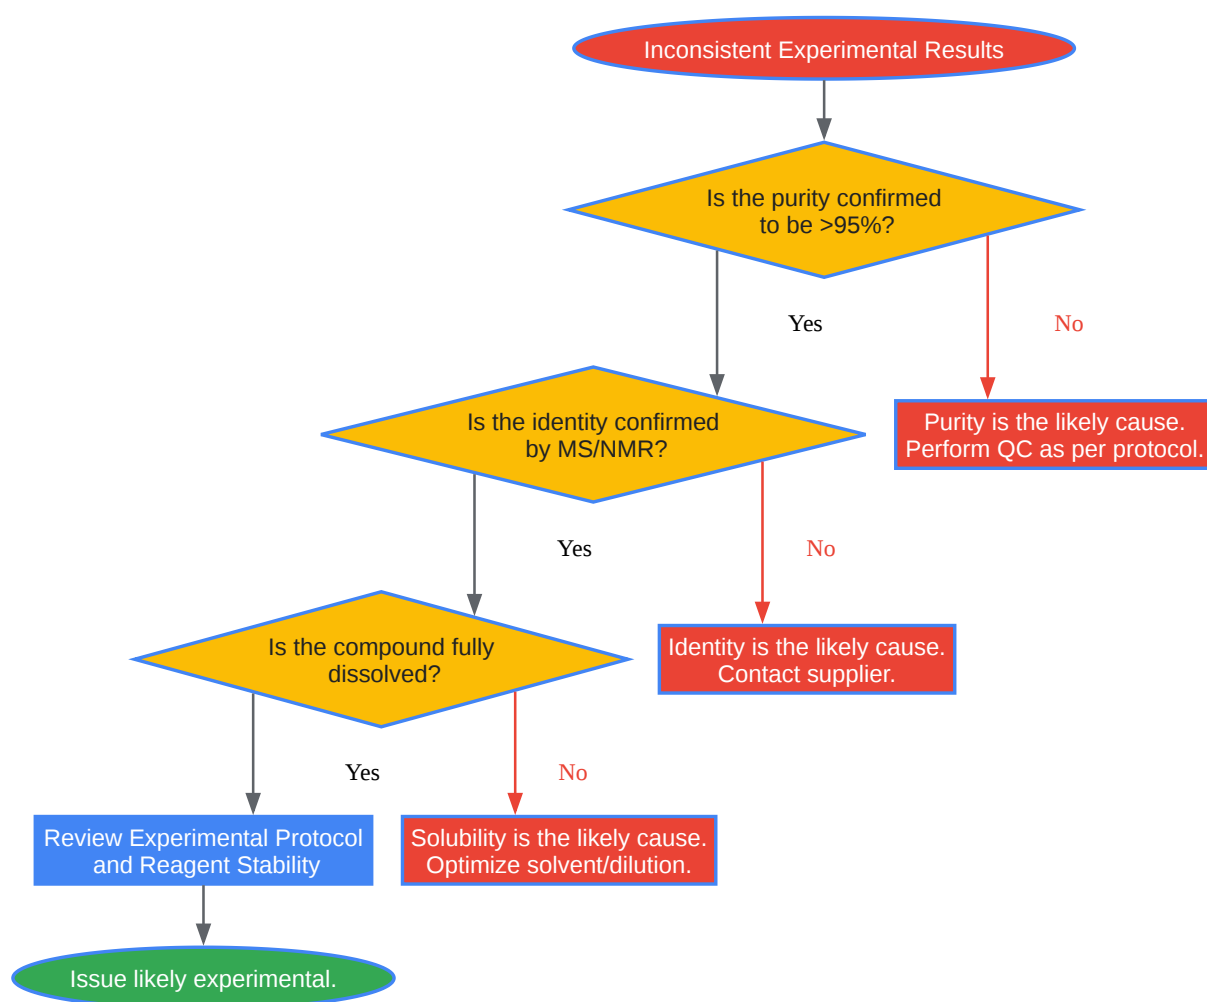 Inconsistent Experimental Results
Is the purity confirmed
to be >95%?
Yes
No
Is the identity confirmed
by MS/NMR?
Purity is the likely cause.
Perform QC as per protocol.
Yes
No
Is the compound fully
dissolved?
Identity is the likely cause.
Contact supplier.
Yes
No
Review Experimental Protocol
and Reagent Stability
Solubility is the likely cause.
Optimize solvent/dilution.
Issue likely experimental.